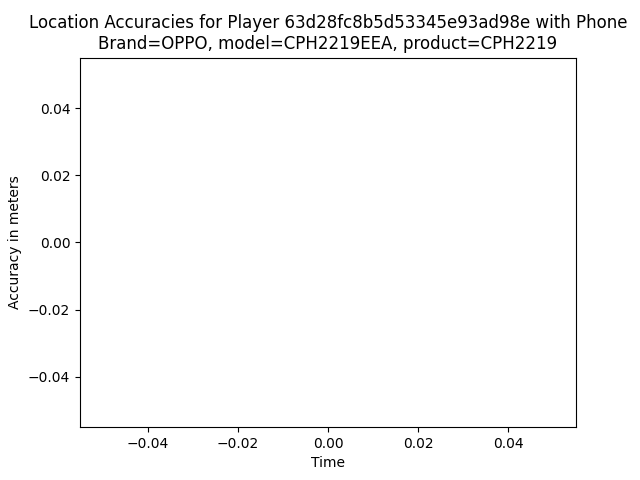 Location Accuracies for Player 63d28fc8b5d53345e93ad98e with Phone
Brand=OPPO, model=CPH2219EEA, product=CPH2219
Accuracy in meters
0.04
0.02
0.00
−0.02
−0.04
−0.04 −0.02 0.00 0.02 0.04
Time